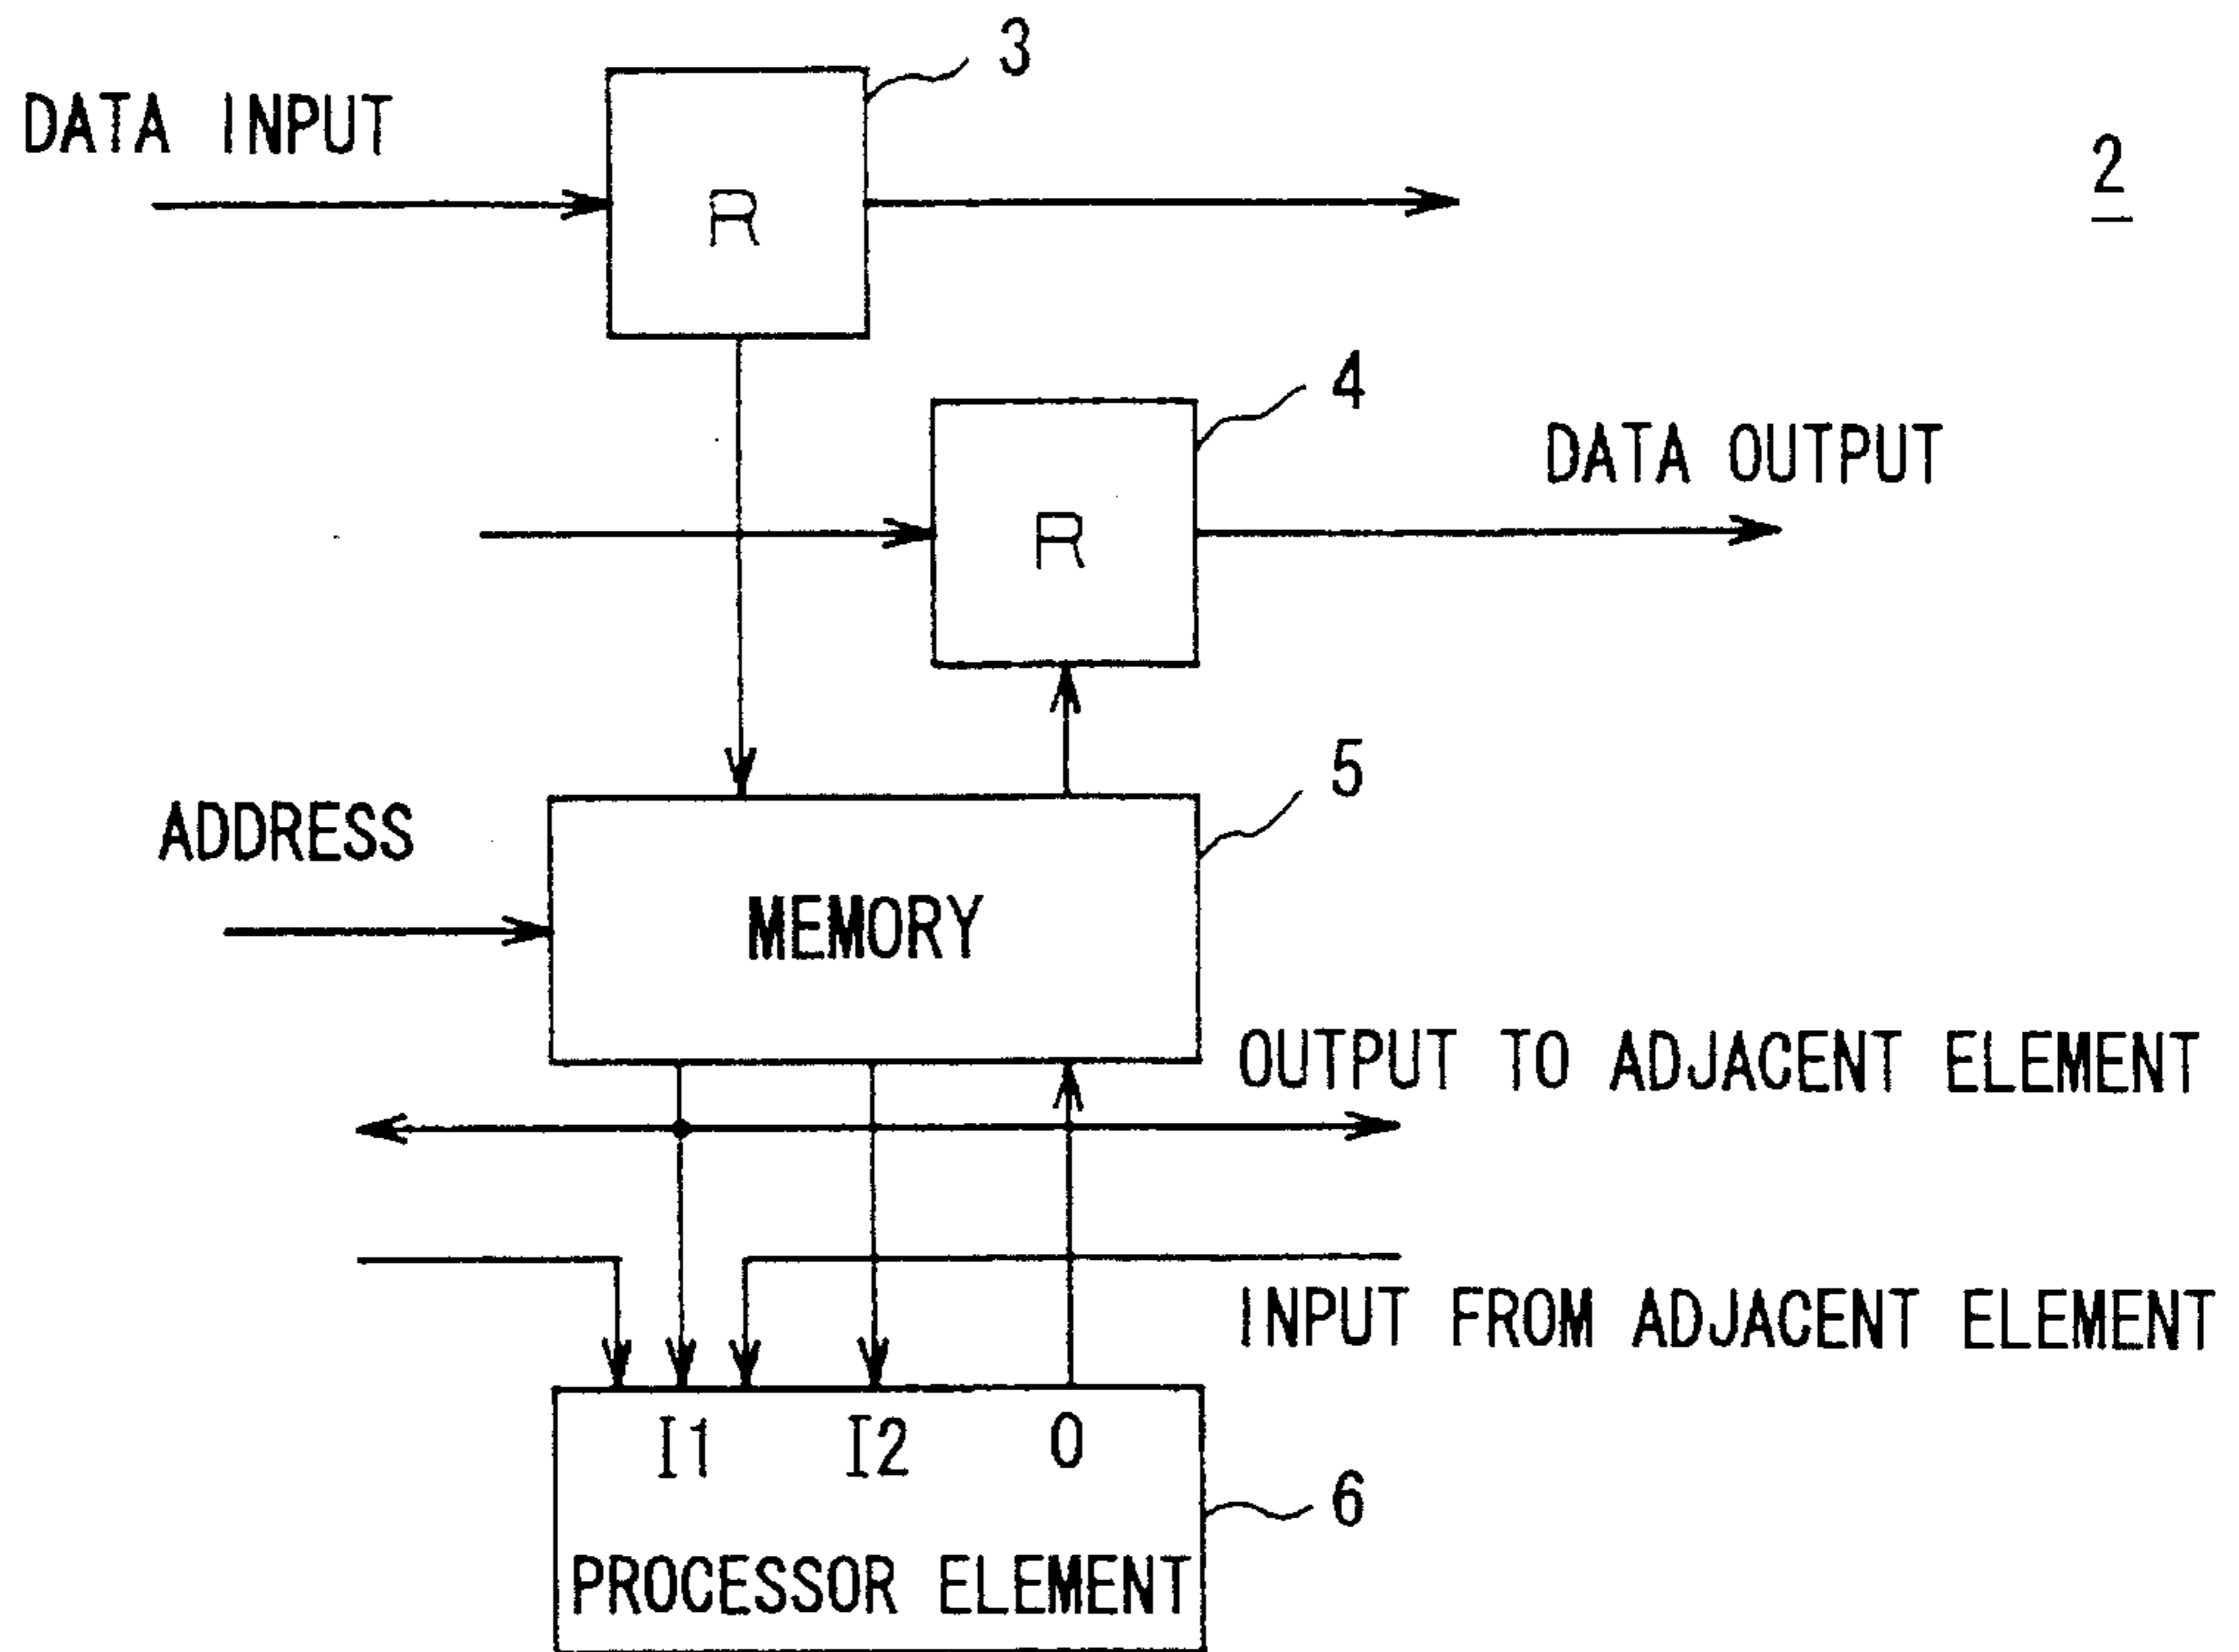 3
DATA INPUT
2
R
4
DATA OUTPUT
R
5
ADDRESS
MEMORY
OUTPUT TO ADJACENT ELEMENT
INPUT FROM ADJACENT ELEMENT
I1 I2 O
6
PROCESSOR ELEMENT